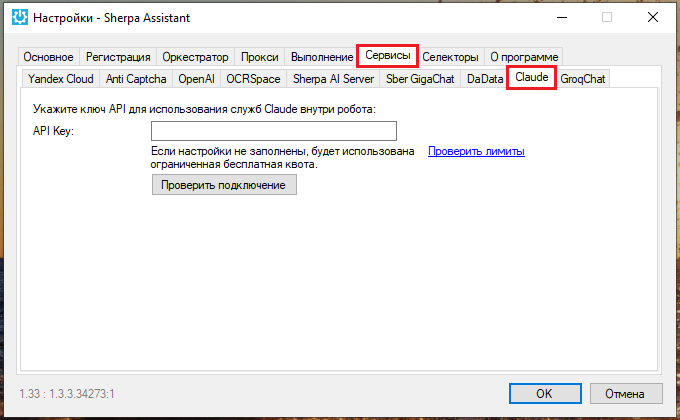 Настройки - Sherpa Assistant
Основное Регистрация Оркестратор Прокси Выполнение Сервисы Селекторы О программе
Yandex Cloud Anti Captcha OpenAI OCRSpace Sherpa AI Server Sber GigaChat DaData Claude GroqChat
Укажите ключ API для использования служб Claude внутри робота:
API Key:
Если настройки не заполнены, будет использована Проверить лимиты
ограниченная бесплатная квота.
Проверить подключение
1.33 : 1.3.3.34273:1 OK Отмена